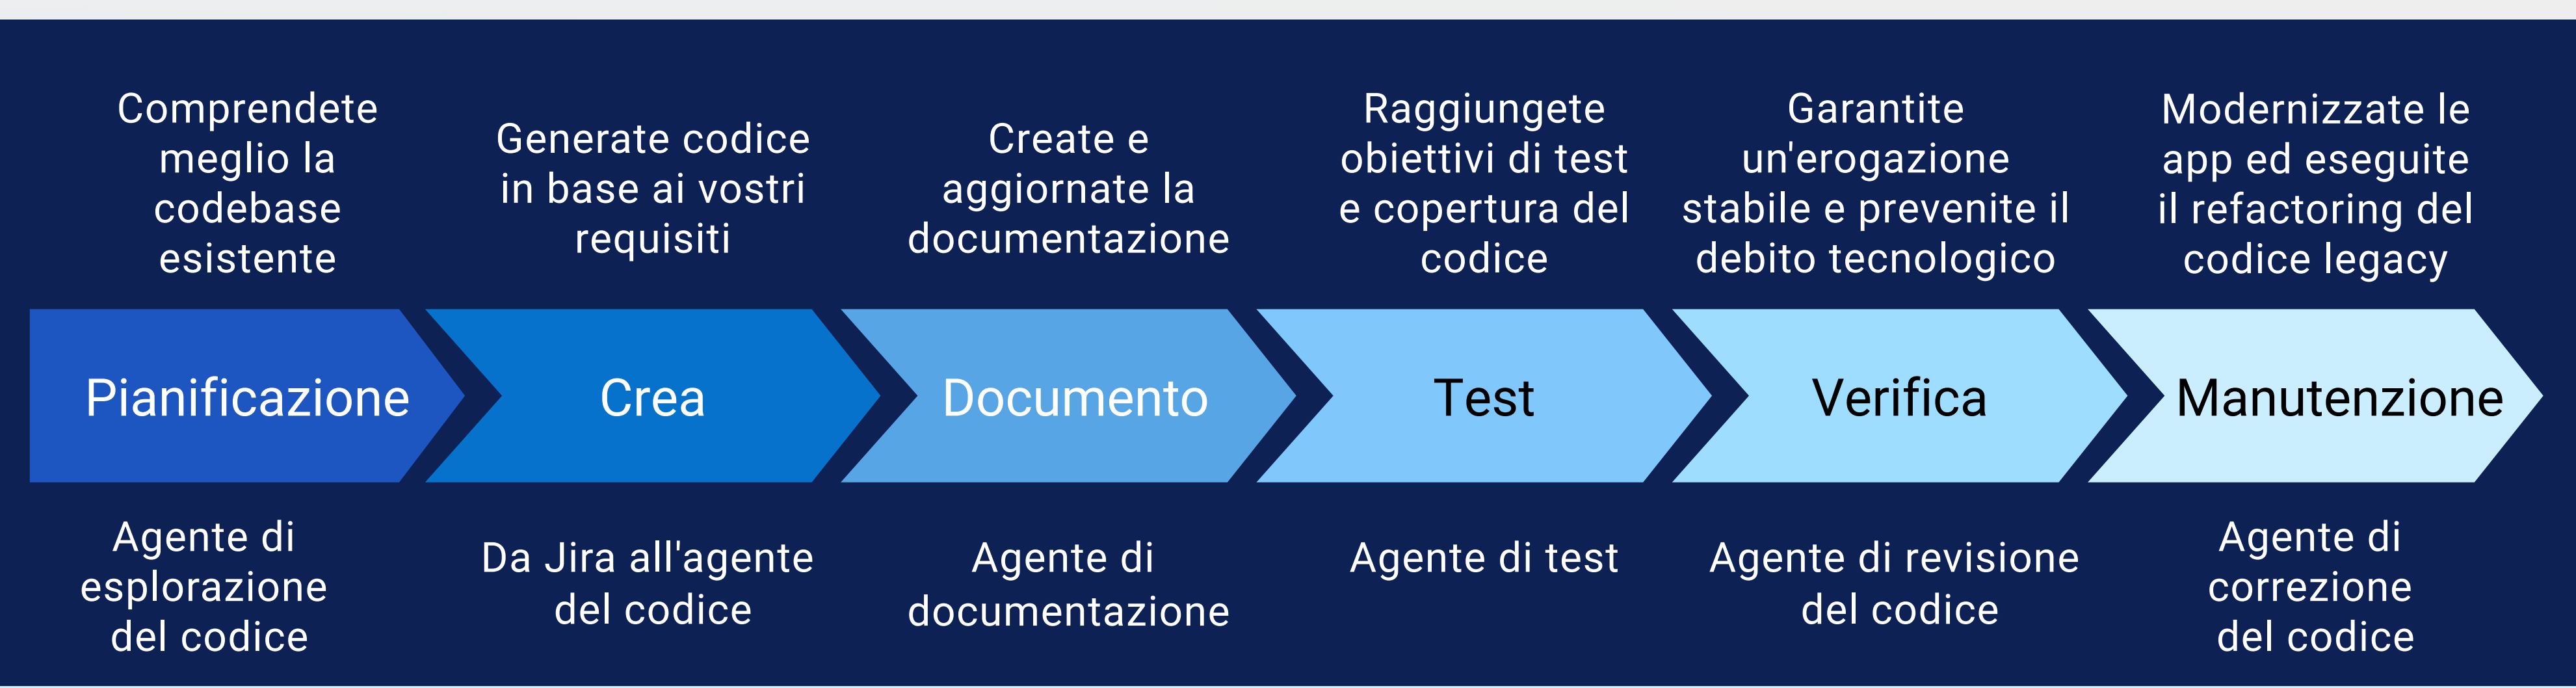 Comprendete
meglio la
codebase
esistente
Generate codice
in base ai vostri
requisiti
Create e
aggiornate la
documentazione
Raggiungete
obiettivi di test
e copertura del
codice
Garantite
un'erogazione
stabile e prevenite il
debito tecnologico
Modernizzate le
app ed eseguite
il refactoring del
codice legacy
Pianificazione
Crea
Documento
Test
Verifica
Manutenzione
Agente di
esplorazione
del codice
Da Jira all'agente
del codice
Agente di
documentazione
Agente di test
Agente di revisione
del codice
Agente di
correzione
del codice